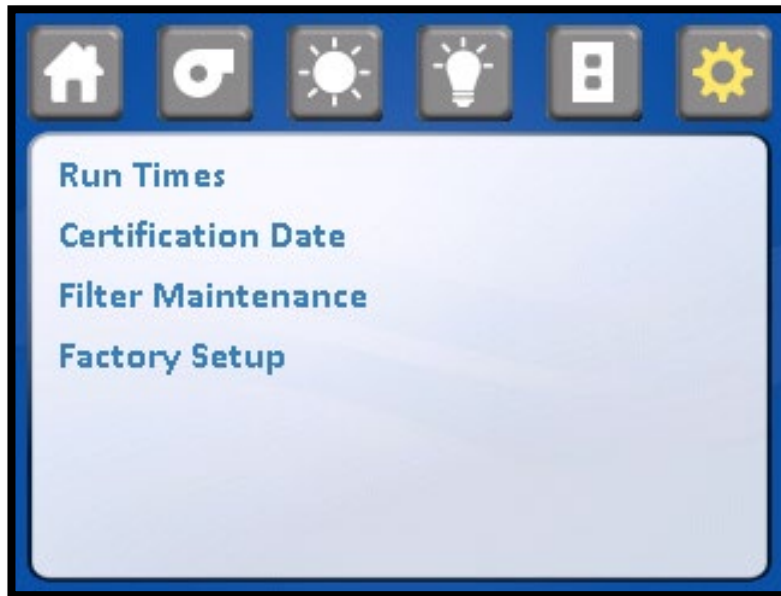 Run Times
Certification Date
Filter Maintenance
Factory Setup